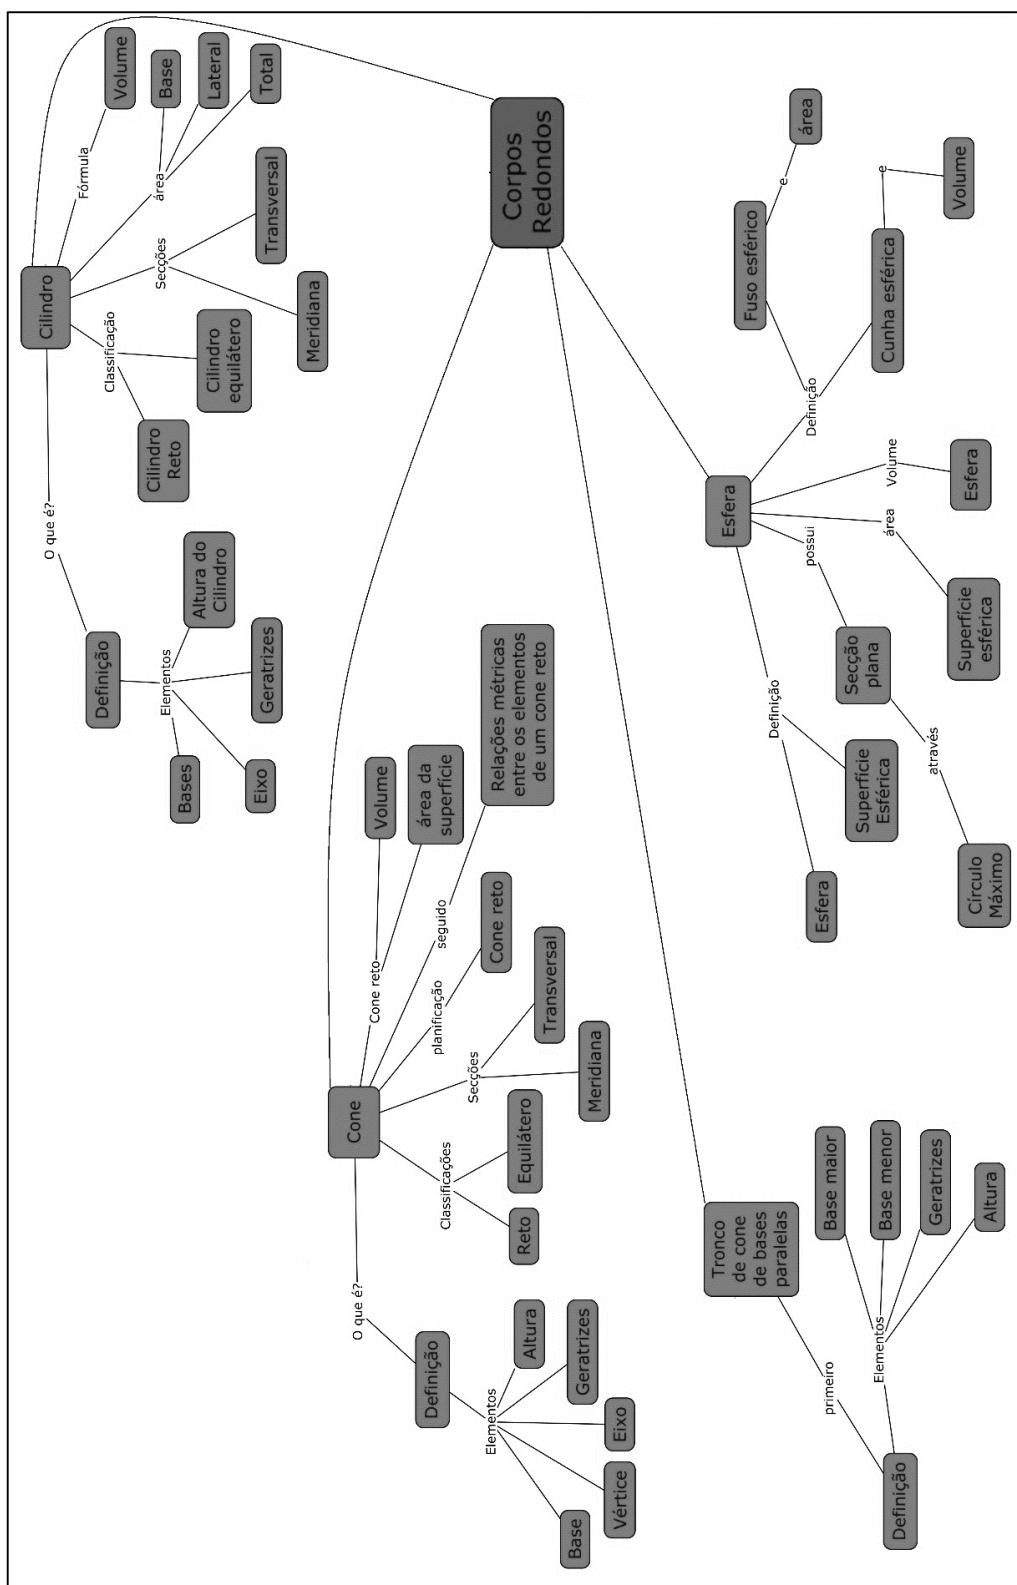 Corpos
Redondos
Cilindro
O que é?
Definição
Elementos
Bases
Eixo
Geratrizes
Altura do
Cilindro
Classificação
Cilindro
Reto
Cilindro
equilátero
Secções
Meridiana
Transversal
área
Base
Lateral
Total
Fórmula
Volume
Cone
O que é?
Definição
Elementos
Base
Vértice
Eixo
Geratrizes
Altura
Classificações
Reto
Equilátero
Secções
Meridiana
Transversal
planificação
Cone reto
seguido
Relações métricas
entre os elementos
de um cone reto
Cone reto
Volume
área da
superfície
Tronco
de cone
de bases
paralelas
primeiro
Definição
Elementos
Base maior
Base menor
Geratrizes
Altura
Esfera
Definição
Esfera
Superfície
Esférica
possui
Secção
plana
através
Círculo
Máximo
área
Superfície
esférica
Volume
Esfera
Definição
Fuso esférico
e
área
Cunha esférica
e
Volume